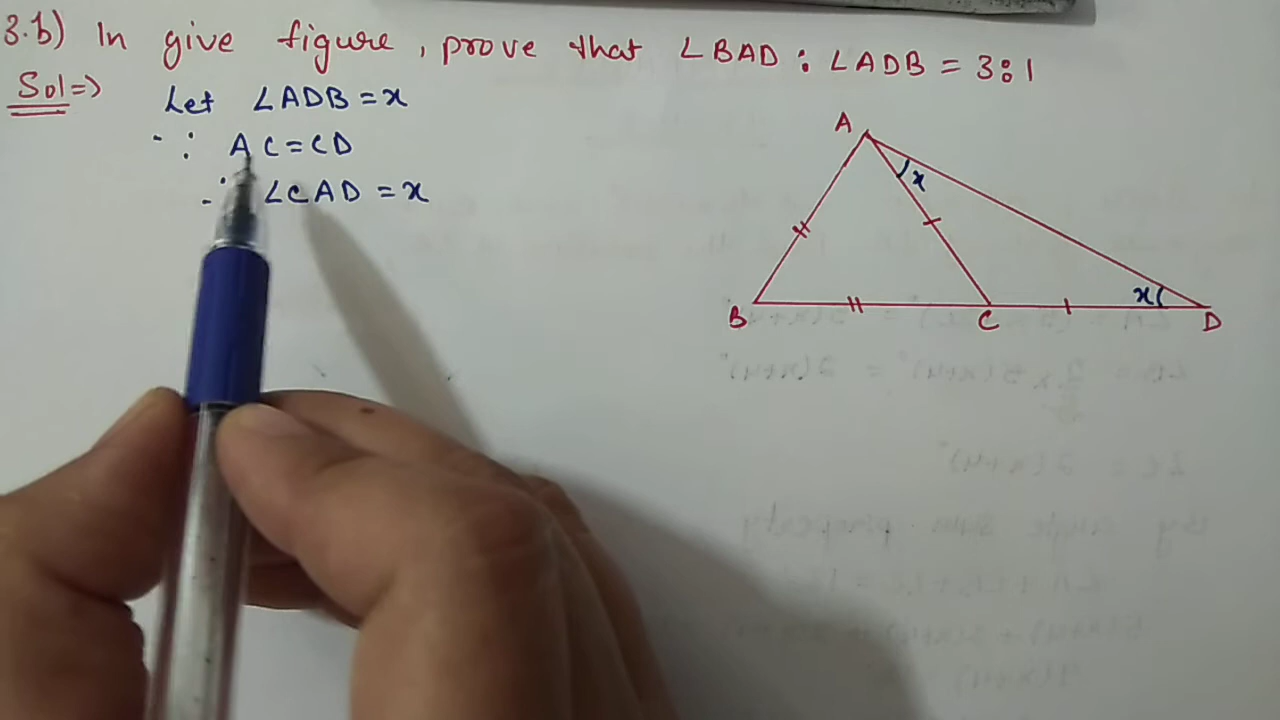 3.b) In give figure, prove that ∠BAD : ∠ADB = 3:1
Sol=>
Let ∠ADB = x
∵ AC = CD
∴ ∠CAD = x
A
x
x
B
C
D